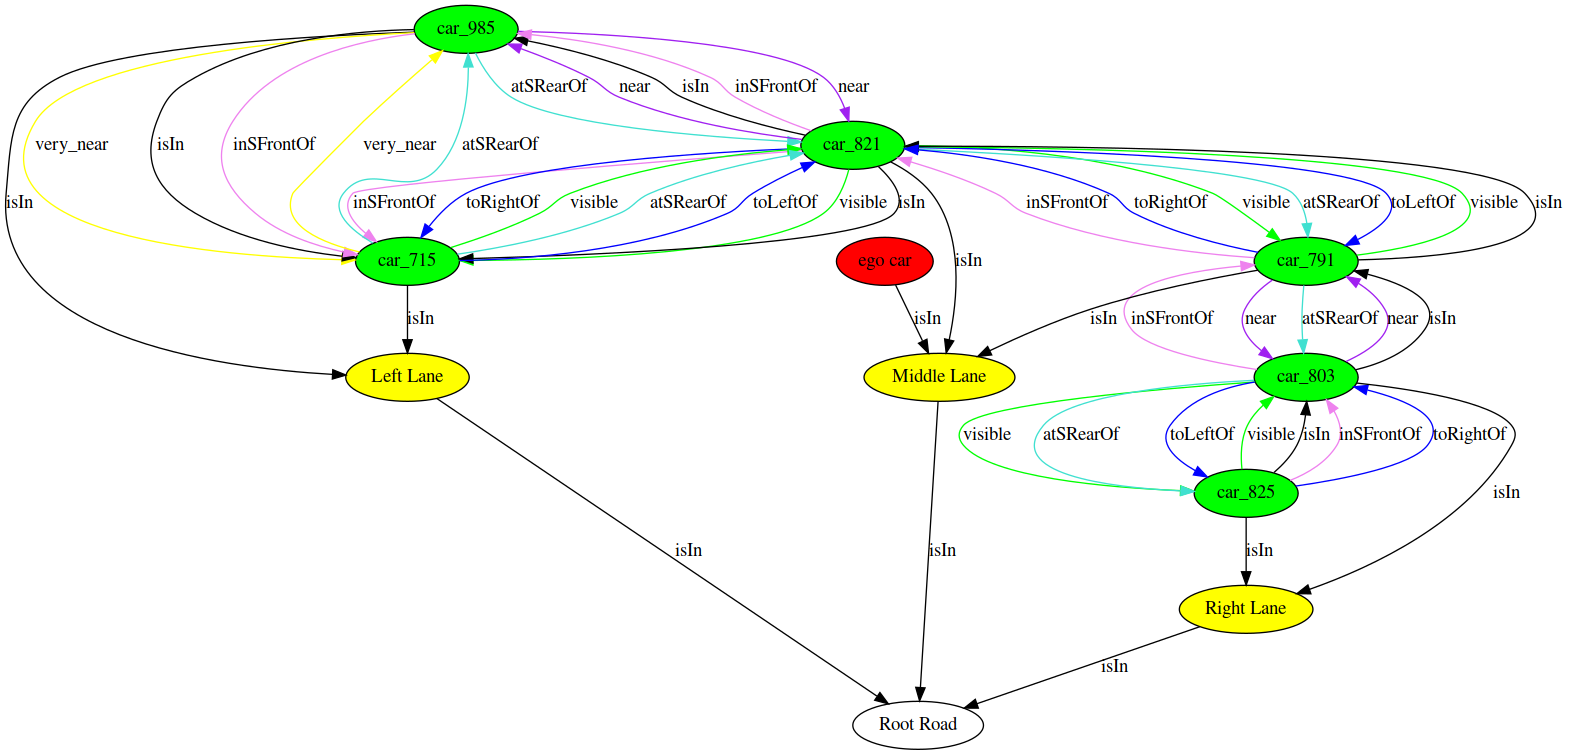 car_985
atSRearOf near isIn inSFrontOf near
very_near isIn inSFrontOf very_near atSRearOf car_821
isIn inSFrontOf toRightOf visible atSRearOf toLeftOf visible isIn inSFrontOf toRightOf visible atSRearOf toLeftOf visible isIn
car_715 ego car isIn car_791
isIn isIn isIn inSFrontOf near atSRearOf near isIn
Left Lane Middle Lane car_803
visible atSRearOf toLeftOf visible isIn inSFrontOf toRightOf
car_825 isIn
isIn isIn isIn
Right Lane
isIn
Root Road